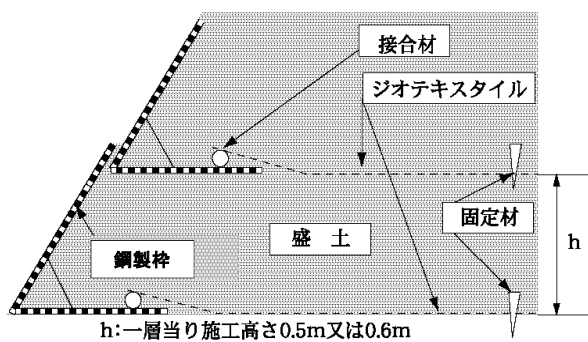 接合材
ジオテキスタイル
固定材
h
盛 土
鋼製枠
h:一層当り施工高さ0.5m又は0.6m